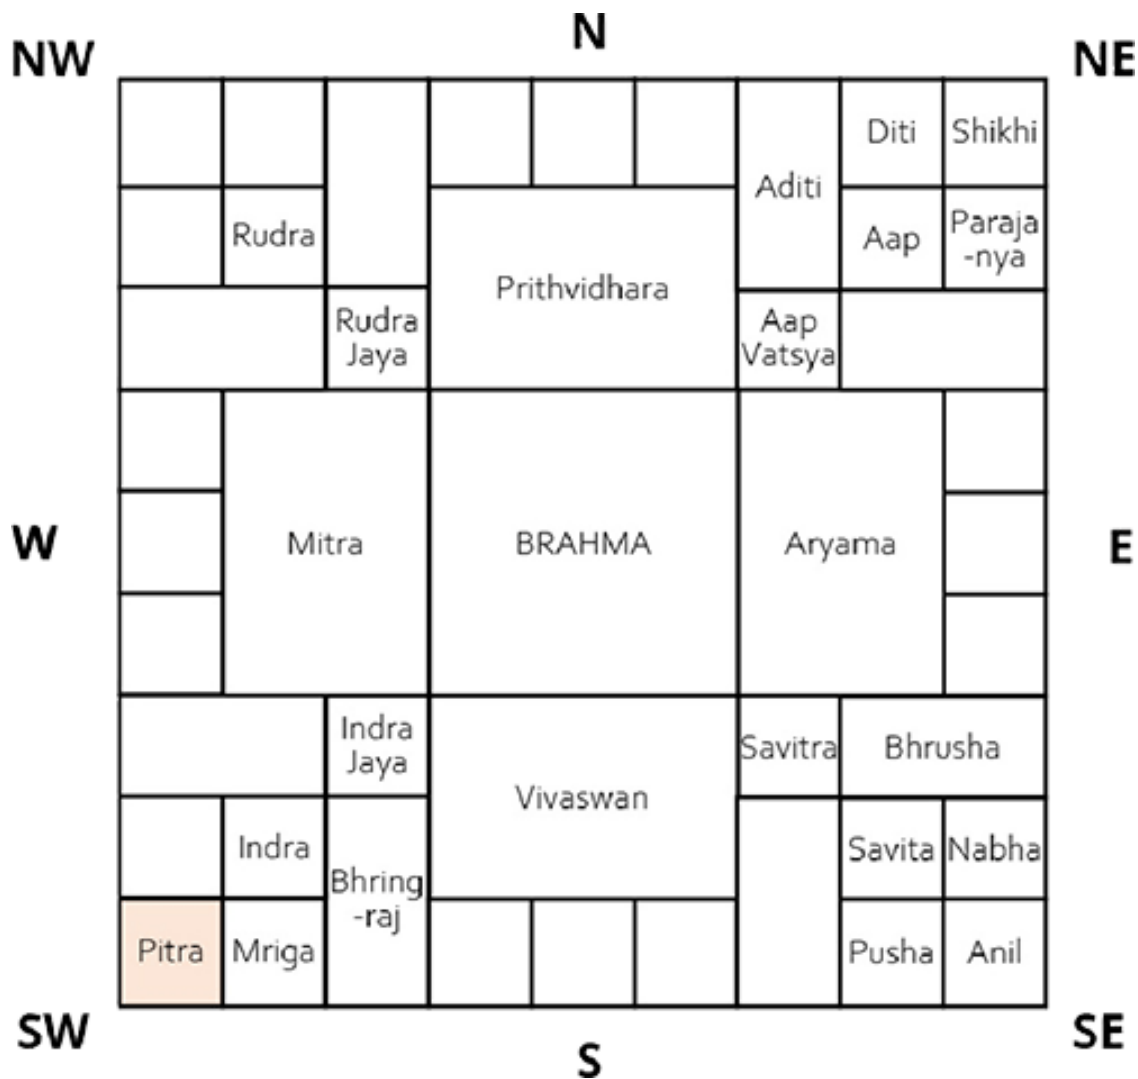 N
NW
NE
Diti
Shikhi
Aditi
Rudra
Aap
Paraja
-nya
Prithvidhara
Rudra
Jaya
Aap
Vatsya
W
Mitra
BRAHMA
Aryama
E
Indra
Jaya
Savitra
Bhrusha
Vivaswan
Indra
Savita
Nabha
Bhring
-raj
Pitra
Mriga
Pusha
Anil
SW
S
SE